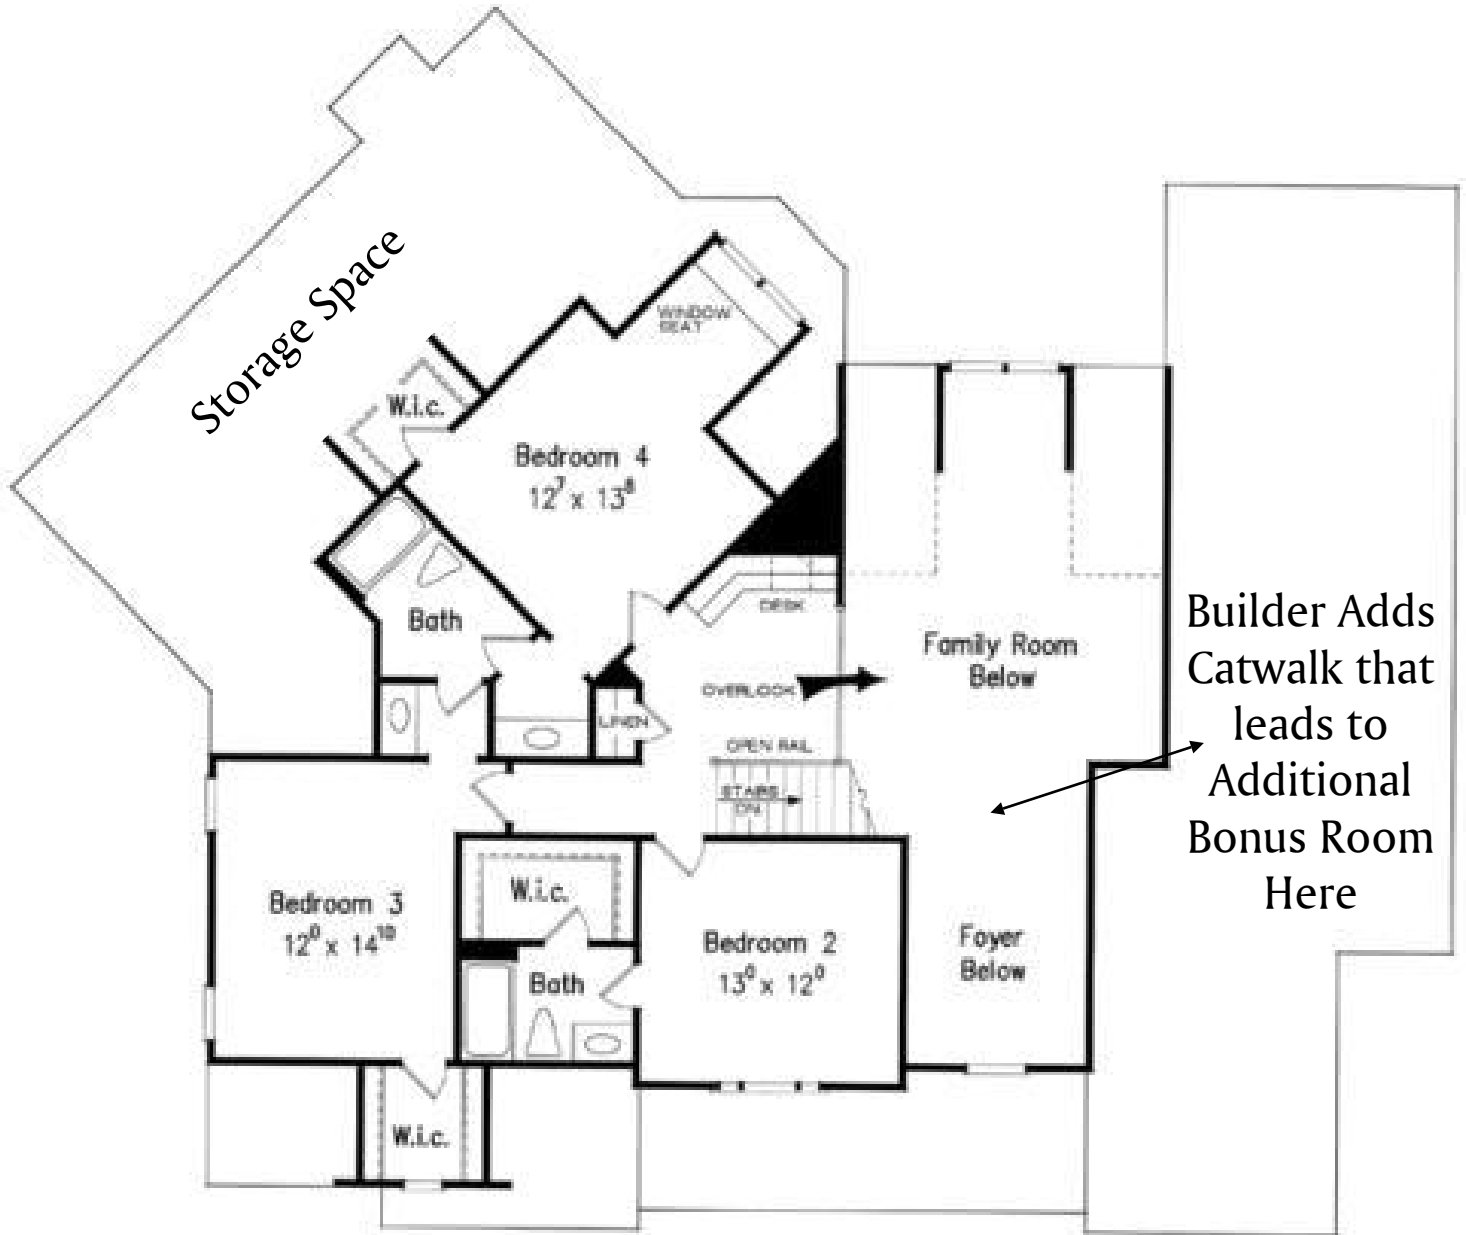 Storage Space
WINDOW
SEAT
W.i.c.
Bedroom 4
12⁷ x 13⁸
Bath
DESK
Family Room
Below
OVERLOOK
LINEN
OPEN RAIL
STAIRS
DN.
Builder Adds
Catwalk that
leads to
Additional
Bonus Room
Here
Bedroom 3
12⁰ x 14¹⁰
W.i.c.
Bath
Bedroom 2
13⁰ x 12⁰
Foyer
Below
W.i.c.